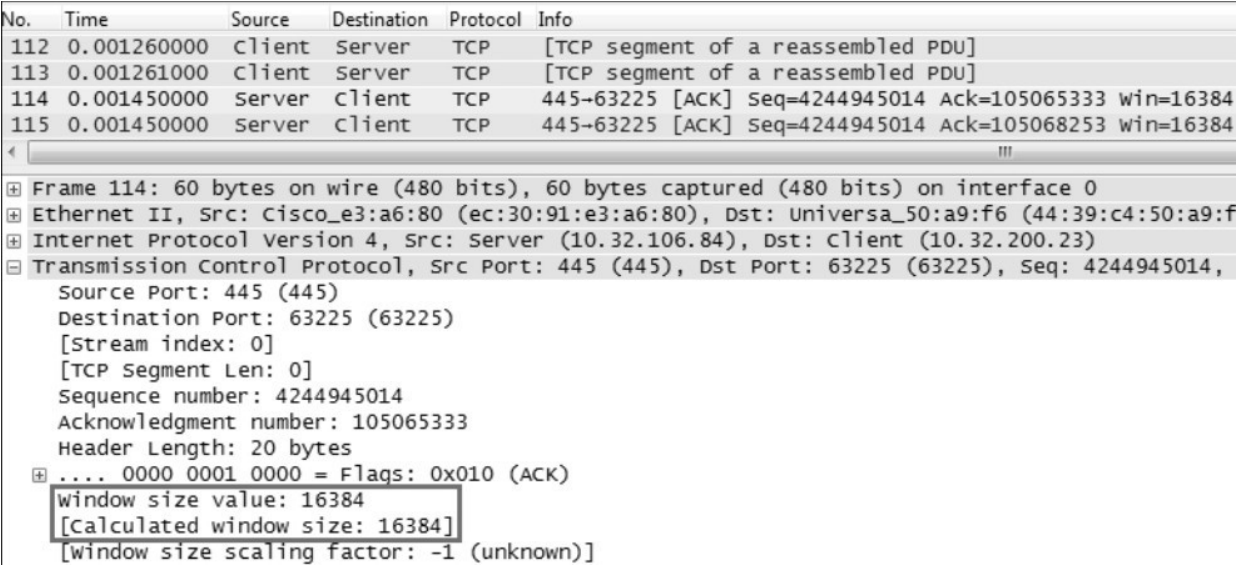 No. Time Source Destination Protocol Info
112 0.001260000 Client Server TCP [TCP segment of a reassembled PDU]
113 0.001261000 Client Server TCP [TCP segment of a reassembled PDU]
114 0.001450000 Server Client TCP 445→63225 [ACK] Seq=4244945014 Ack=105065333 Win=16384
115 0.001450000 Server Client TCP 445→63225 [ACK] Seq=4244945014 Ack=105068253 Win=16384
Frame 114: 60 bytes on wire (480 bits), 60 bytes captured (480 bits) on interface 0
Ethernet II, Src: Cisco_e3:a6:80 (ec:30:91:e3:a6:80), Dst: Universa_50:a9:f6 (44:39:c4:50:a9:f
Internet Protocol Version 4, Src: Server (10.32.106.84), Dst: Client (10.32.200.23)
Transmission Control Protocol, Src Port: 445 (445), Dst Port: 63225 (63225), Seq: 4244945014,
Source Port: 445 (445)
Destination Port: 63225 (63225)
[Stream index: 0]
[TCP Segment Len: 0]
Sequence number: 4244945014
Acknowledgment number: 105065333
Header Length: 20 bytes
.... 0000 0001 0000 = Flags: 0x010 (ACK)
Window size value: 16384
[Calculated window size: 16384]
[Window size scaling factor: -1 (unknown)]